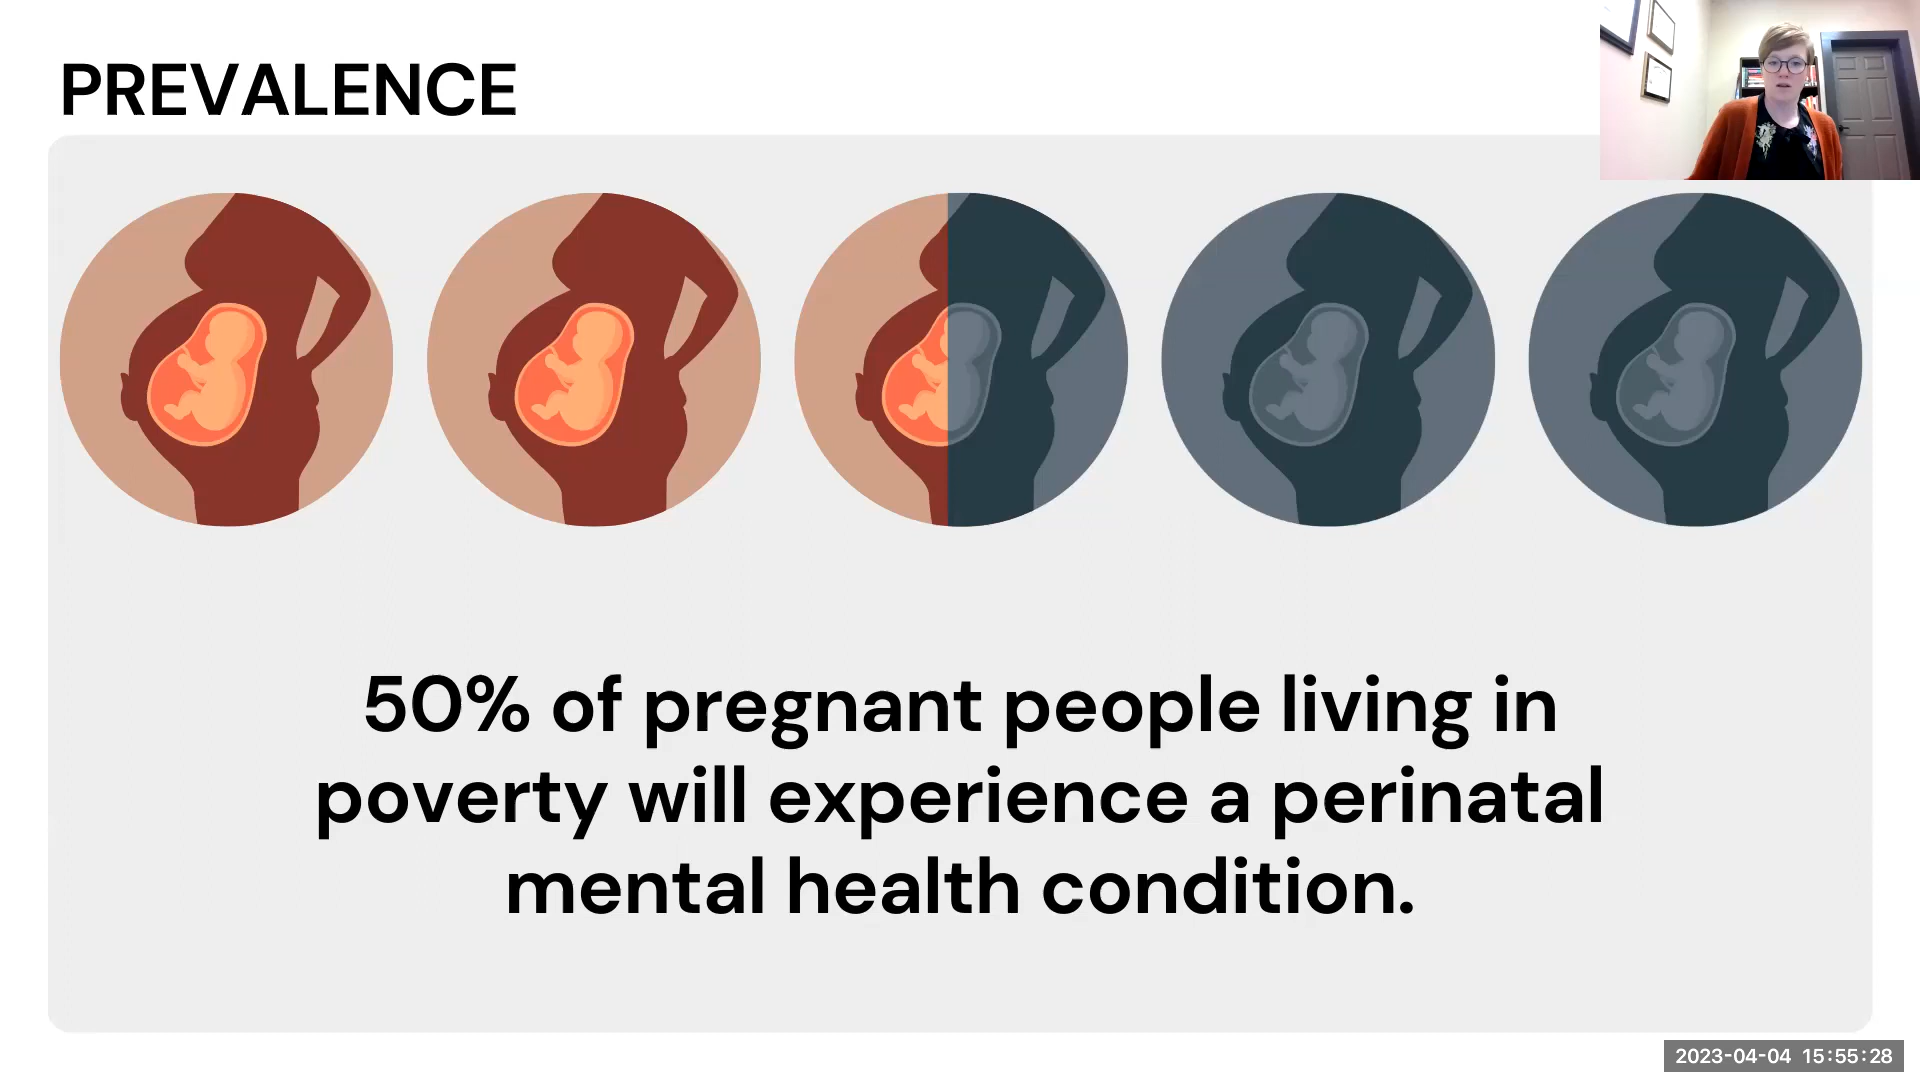 PREVALENCE
50% of pregnant people living in
poverty will experience a perinatal
mental health condition.
2023-04-04 15:55:28